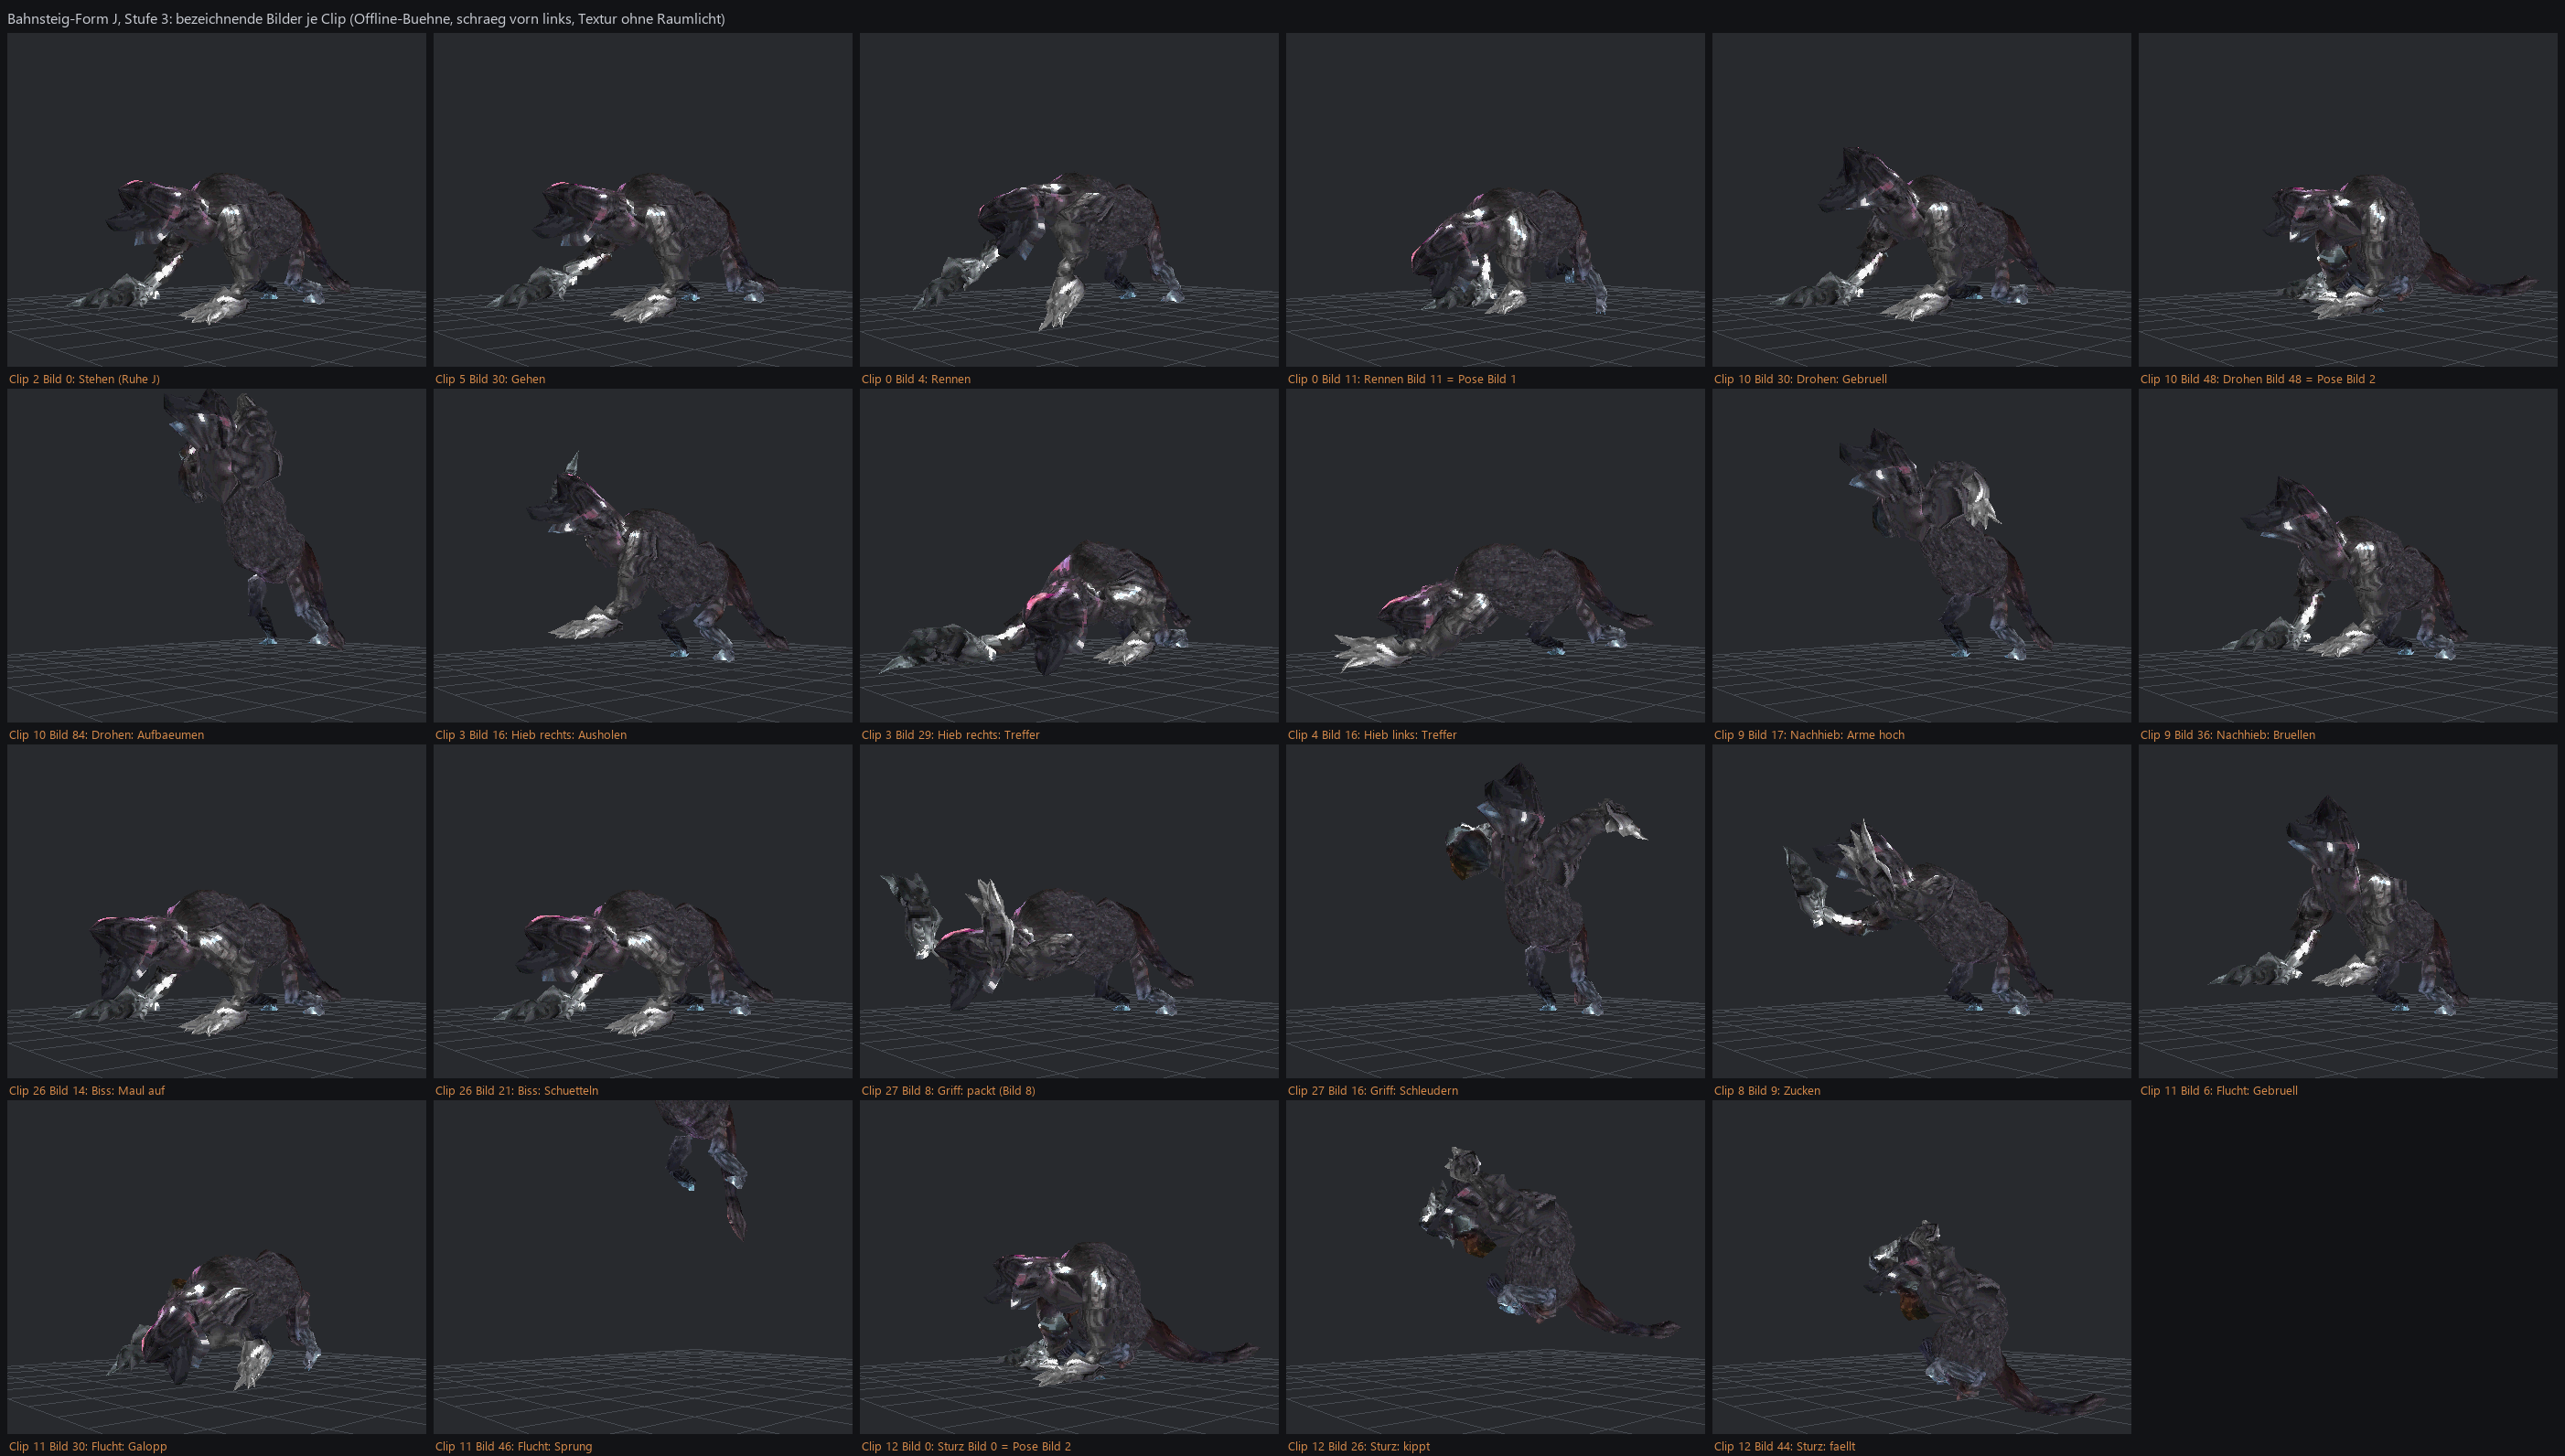 Bahnsteig-Form J, Stufe 3: bezeichnende Bilder je Clip (Offline-Buehne, schraeg vorn links, Textur ohne Raumlicht)
Clip 2 Bild 0: Stehen (Ruhe J)
Clip 5 Bild 30: Gehen
Clip 0 Bild 4: Rennen
Clip 0 Bild 11: Rennen Bild 11 = Pose Bild 1
Clip 10 Bild 30: Drohen: Gebruell
Clip 10 Bild 48: Drohen Bild 48 = Pose Bild 2
Clip 10 Bild 84: Drohen: Aufbaeumen
Clip 3 Bild 16: Hieb rechts: Ausholen
Clip 3 Bild 29: Hieb rechts: Treffer
Clip 4 Bild 16: Hieb links: Treffer
Clip 9 Bild 17: Nachhieb: Arme hoch
Clip 9 Bild 36: Nachhieb: Bruellen
Clip 26 Bild 14: Biss: Maul auf
Clip 26 Bild 21: Biss: Schuetteln
Clip 27 Bild 8: Griff: packt (Bild 8)
Clip 27 Bild 16: Griff: Schleudern
Clip 8 Bild 9: Zucken
Clip 11 Bild 6: Flucht: Gebruell
Clip 11 Bild 30: Flucht: Galopp
Clip 11 Bild 46: Flucht: Sprung
Clip 12 Bild 0: Sturz Bild 0 = Pose Bild 2
Clip 12 Bild 26: Sturz: kippt
Clip 12 Bild 44: Sturz: faellt